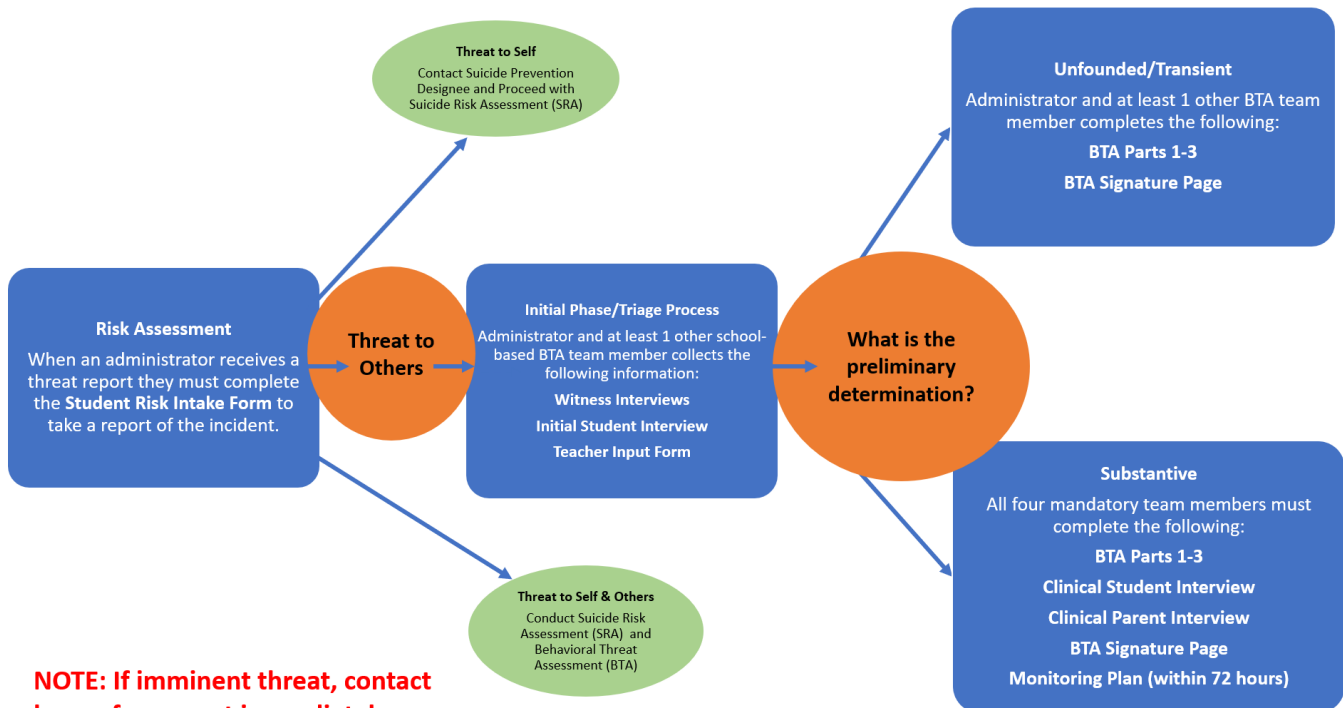 Threat to Self
Contact Suicide Prevention
Designee and Proceed with
Suicide Risk Assessment (SRA)
Unfounded/Transient
Administrator and at least 1 other BTA team
member completes the following:
BTA Parts 1-3
BTA Signature Page
Risk Assessment
When an administrator receives a
threat report they must complete
the Student Risk Intake Form to
take a report of the incident.
Threat to
Others
Initial Phase/Triage Process
Administrator and at least 1 other school-
based BTA team member collects the
following information:
Witness Interviews
Initial Student Interview
Teacher Input Form
What is the
preliminary
determination?
Substantive
All four mandatory team members must
complete the following:
BTA Parts 1-3
Clinical Student Interview
Clinical Parent Interview
BTA Signature Page
Monitoring Plan (within 72 hours)
Threat to Self & Others
Conduct Suicide Risk
Assessment (SRA) and
Behavioral Threat
Assessment (BTA)
NOTE: If imminent threat, contact